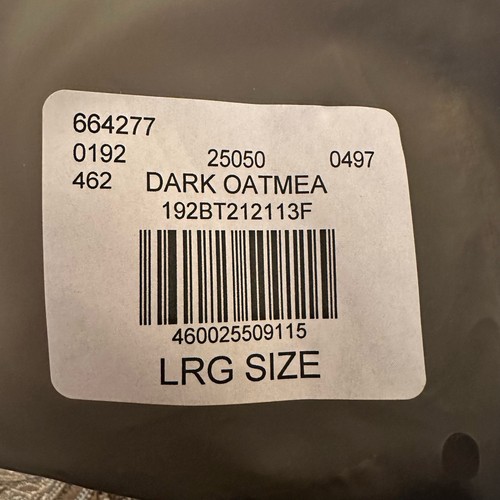 664277
0192 25050 0497
462 DARK OATMEA
192BT212113F
460025509115
LRG SIZE